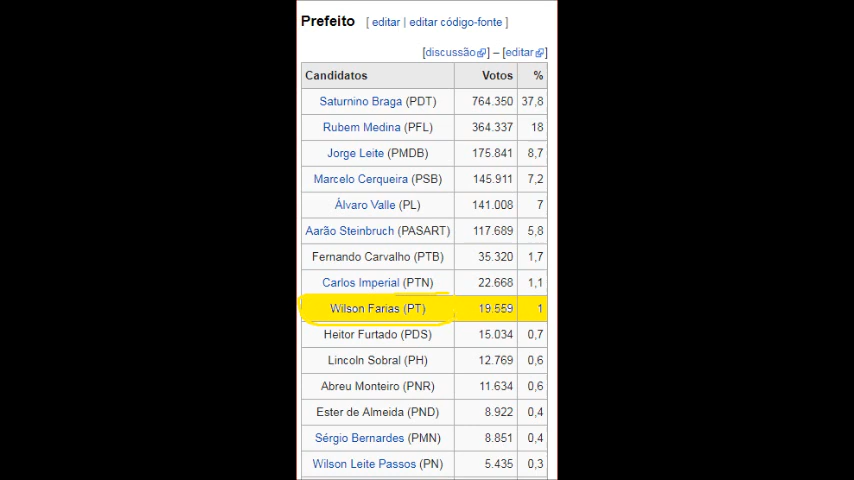 Prefeito [ editar | editar código-fonte ]
[discussão] – [editar]
Candidatos Votos %
Saturnino Braga (PDT) 764.350 37,8
Rubem Medina (PFL) 364.337 18
Jorge Leite (PMDB) 175.841 8,7
Marcelo Cerqueira (PSB) 145.911 7,2
Álvaro Valle (PL) 141.008 7
Aarão Steinbruch (PASART) 117.689 5,8
Fernando Carvalho (PTB) 35.320 1,7
Carlos Imperial (PTN) 22.668 1,1
Wilson Farias (PT) 19.559 1
Heitor Furtado (PDS) 15.034 0,7
Lincoln Sobral (PH) 12.769 0,6
Abreu Monteiro (PNR) 11.634 0,6
Ester de Almeida (PND) 8.922 0,4
Sérgio Bernardes (PMN) 8.851 0,4
Wilson Leite Passos (PN) 5.435 0,3